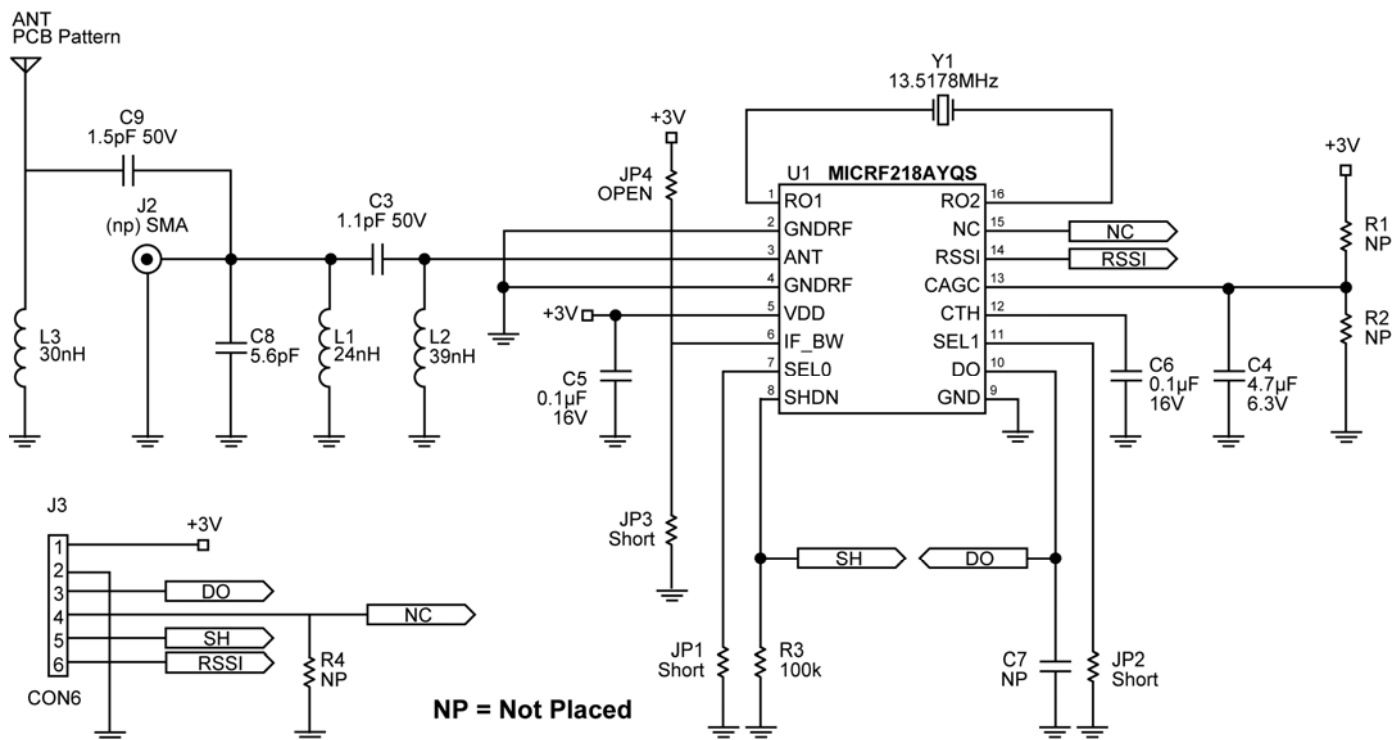 ANT
PCB Pattern
C9
1.5pF 50V
J2
(np) SMA
C3
1.1pF 50V
L3
30nH
C8
5.6pF
L1
24nH
L2
39nH
+3V
JP4
OPEN
+3V
C5
0.1µF
16V
JP3
Short
Y1
13.5178MHz
U1 MICRF218AYQS
1 RO1
2 GNDRF
3 ANT
4 GNDRF
5 VDD
6 IF_BW
7 SEL0
8 SHDN
RO2 16
NC 15
RSSI 14
CAGC 13
CTH 12
SEL1 11
DO 10
GND 9
NC
RSSI
+3V
R1
NP
R2
NP
C6
0.1µF
16V
C4
4.7µF
6.3V
SH
DO
JP1
Short
R3
100k
C7
NP
JP2
Short
J3
+3V
1
2
3
4
5
6
DO
NC
SH
RSSI
R4
NP
CON6
NP = Not Placed